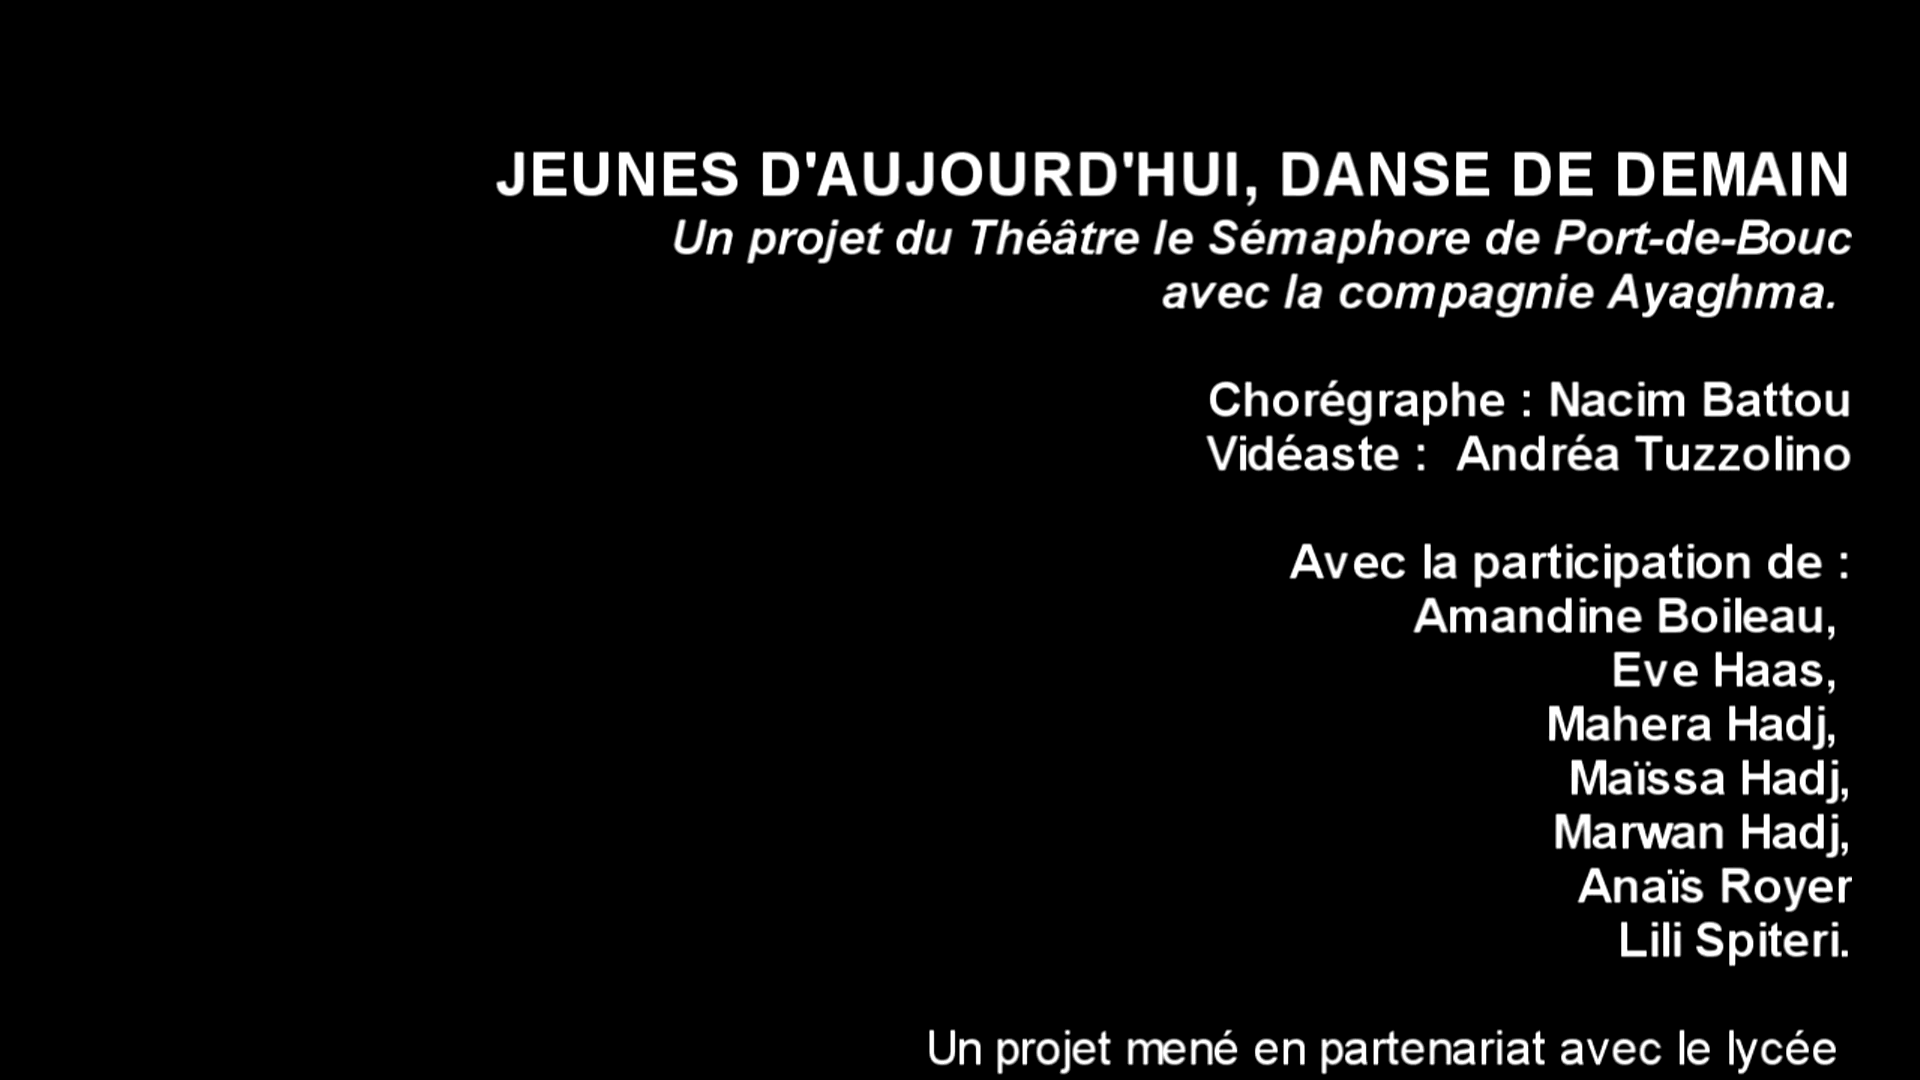 JEUNES D'AUJOURD'HUI, DANSE DE DEMAIN
Un projet du Théâtre le Sémaphore de Port-de-Bouc
avec la compagnie Ayaghma.
Chorégraphe : Nacim Battou
Vidéaste :  Andréa Tuzzolino
Avec la participation de :
Amandine Boileau,
Eve Haas,
Mahera Hadj,
Maïssa Hadj,
Marwan Hadj,
Anaïs Royer
Lili Spiteri.
Un projet mené en partenariat avec le lycée